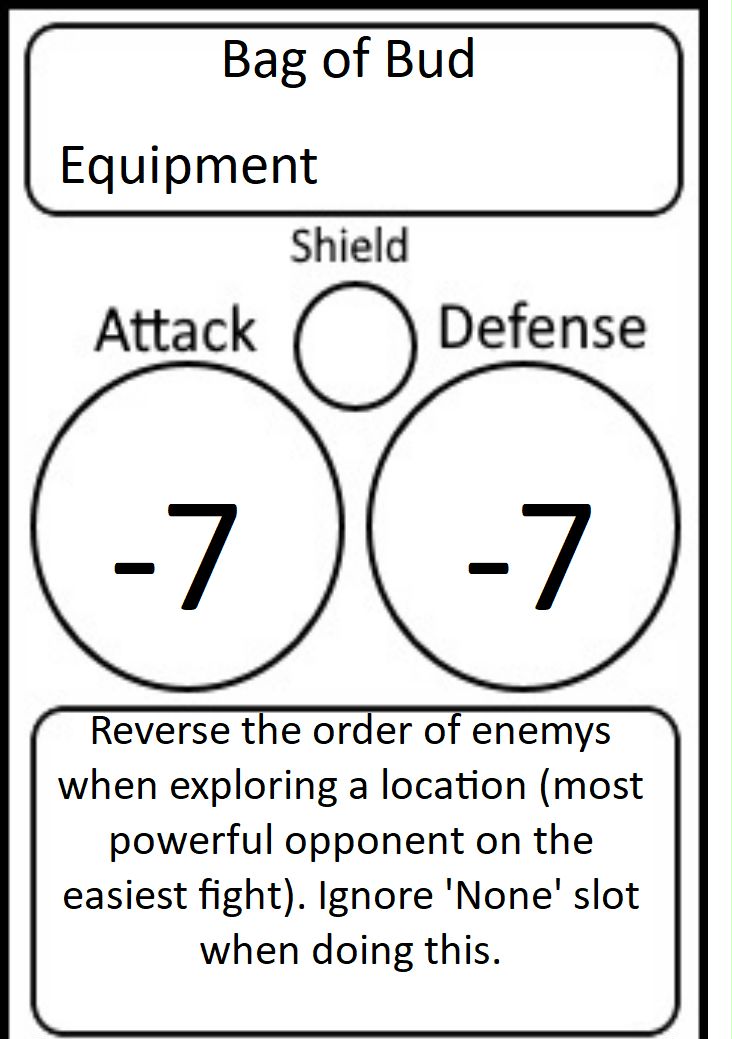 Bag of Bud
Equipment
Shield
Attack
Defense
-7
-7
Reverse the order of enemys
when exploring a location (most
powerful opponent on the
easiest fight). Ignore 'None' slot
when doing this.